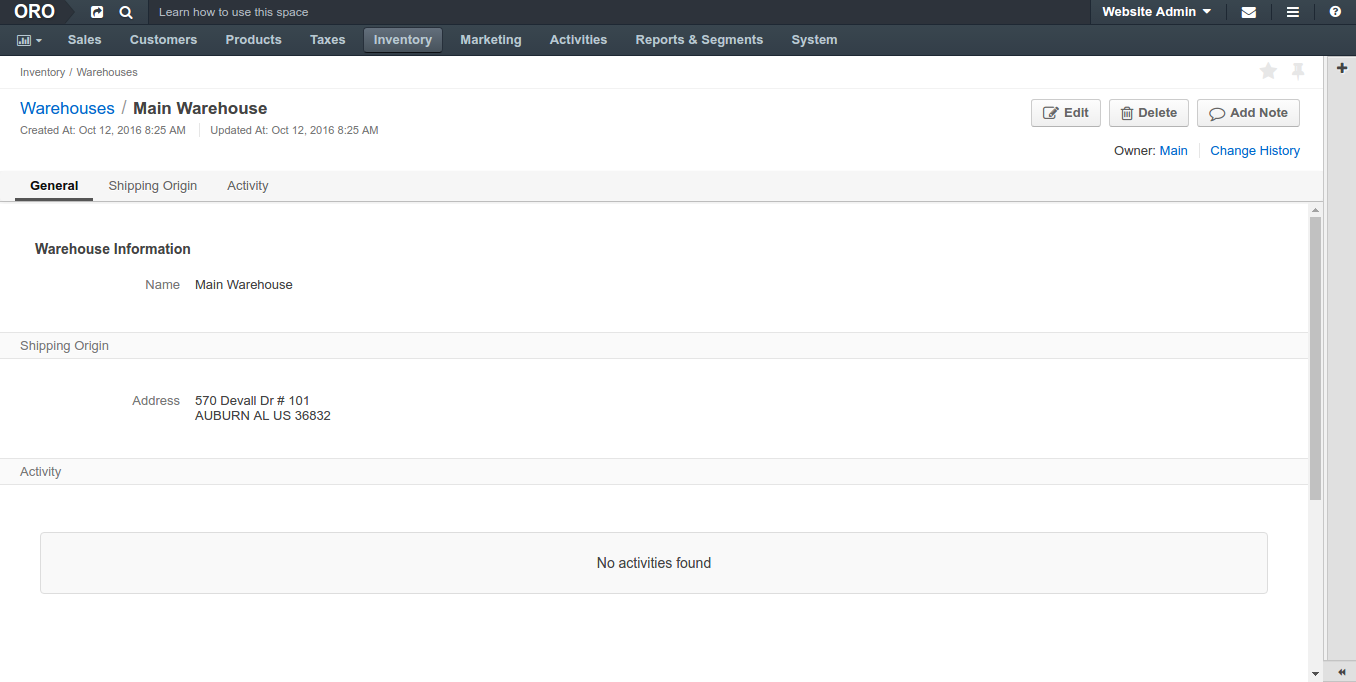 ORO Learn how to use this space Website Admin
Sales Customers Products Taxes Inventory Marketing Activities Reports & Segments System
Inventory / Warehouses
Warehouses / Main Warehouse Edit Delete Add Note
Created At: Oct 12, 2016 8:25 AM Updated At: Oct 12, 2016 8:25 AM
Owner: Main Change History
General Shipping Origin Activity
Warehouse Information
Name Main Warehouse
Shipping Origin
Address 570 Devall Dr # 101
AUBURN AL US 36832
Activity
No activities found